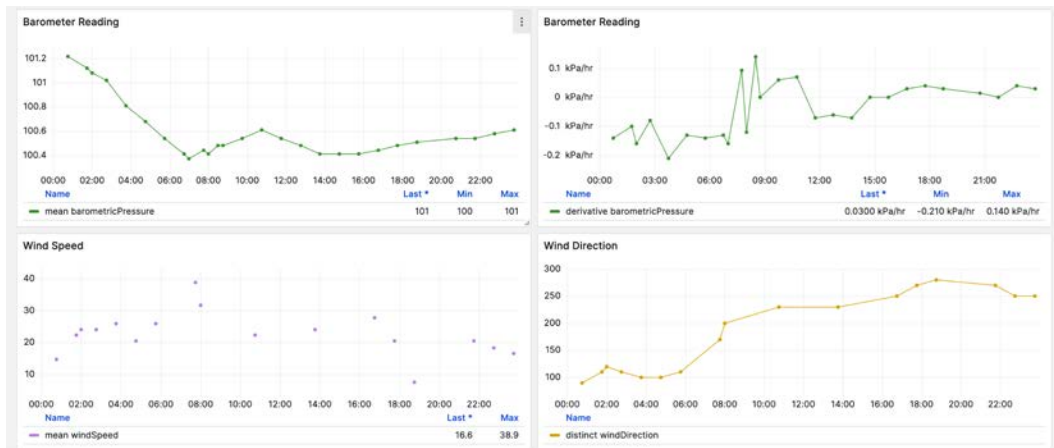 Barometer Reading
101.2
101
100.8
100.6
100.4
00:00 02:00 04:00 06:00 08:00 10:00 12:00 14:00 16:00 18:00 20:00 22:00
Name Last * Min Max
mean barometricPressure 101 100 101
Barometer Reading
0.1 kPa/hr
0 kPa/hr
-0.1 kPa/hr
-0.2 kPa/hr
00:00 03:00 06:00 09:00 12:00 15:00 18:00 21:00
Name Last * Min Max
derivative barometricPressure 0.0300 kPa/hr -0.210 kPa/hr 0.140 kPa/hr
Wind Speed
40
30
20
10
00:00 02:00 04:00 06:00 08:00 10:00 12:00 14:00 16:00 18:00 20:00 22:00
Name Last * Max
mean windSpeed 16.6 38.9
Wind Direction
300
250
200
150
100
00:00 02:00 04:00 06:00 08:00 10:00 12:00 14:00 16:00 18:00 20:00 22:00
Name
distinct windDirection